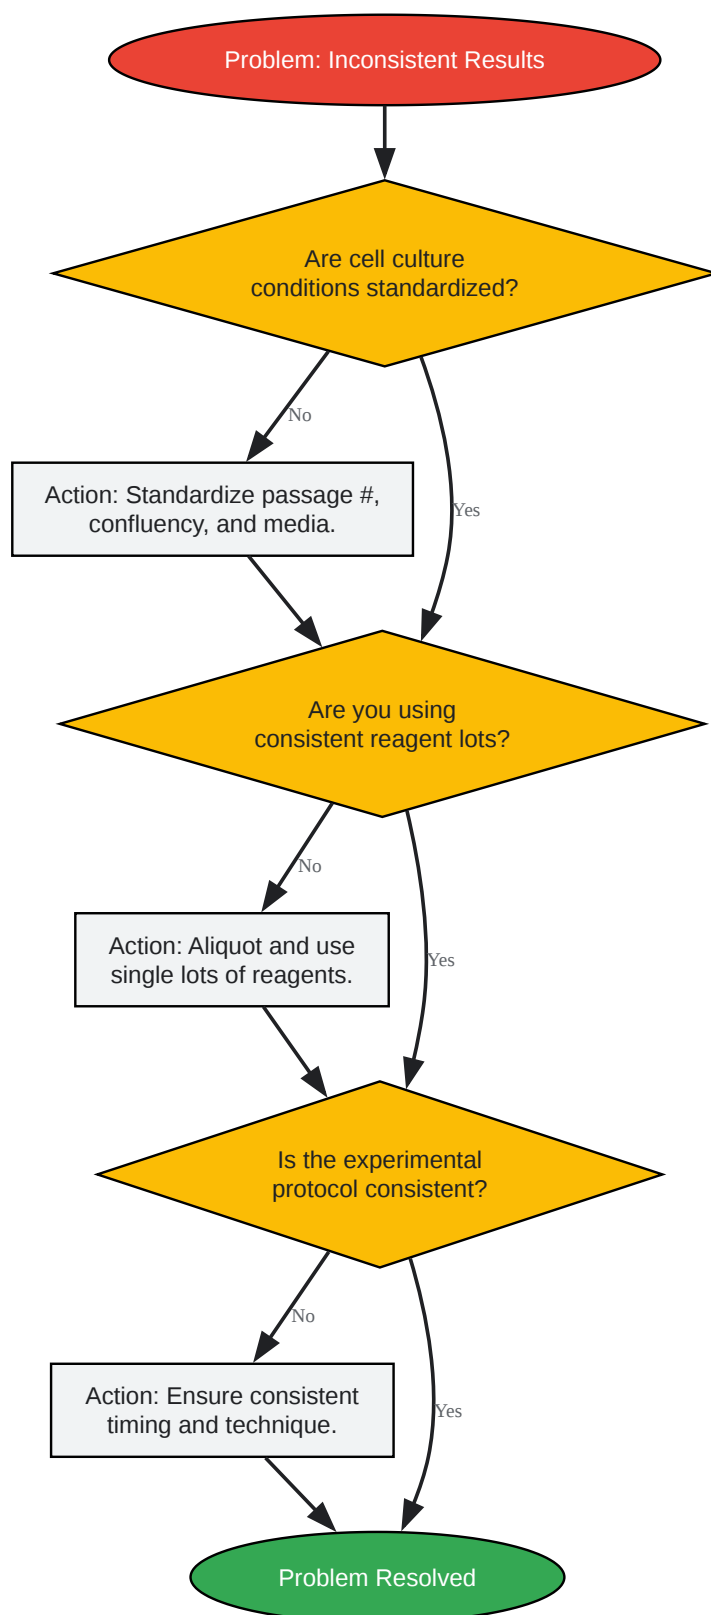 Problem: Inconsistent Results
Are cell culture
conditions standardized?
No
Action: Standardize passage #,
confluency, and media.
Yes
Are you using
consistent reagent lots?
No
Action: Aliquot and use
single lots of reagents.
Yes
Is the experimental
protocol consistent?
No
Action: Ensure consistent
timing and technique.
Yes
Problem Resolved